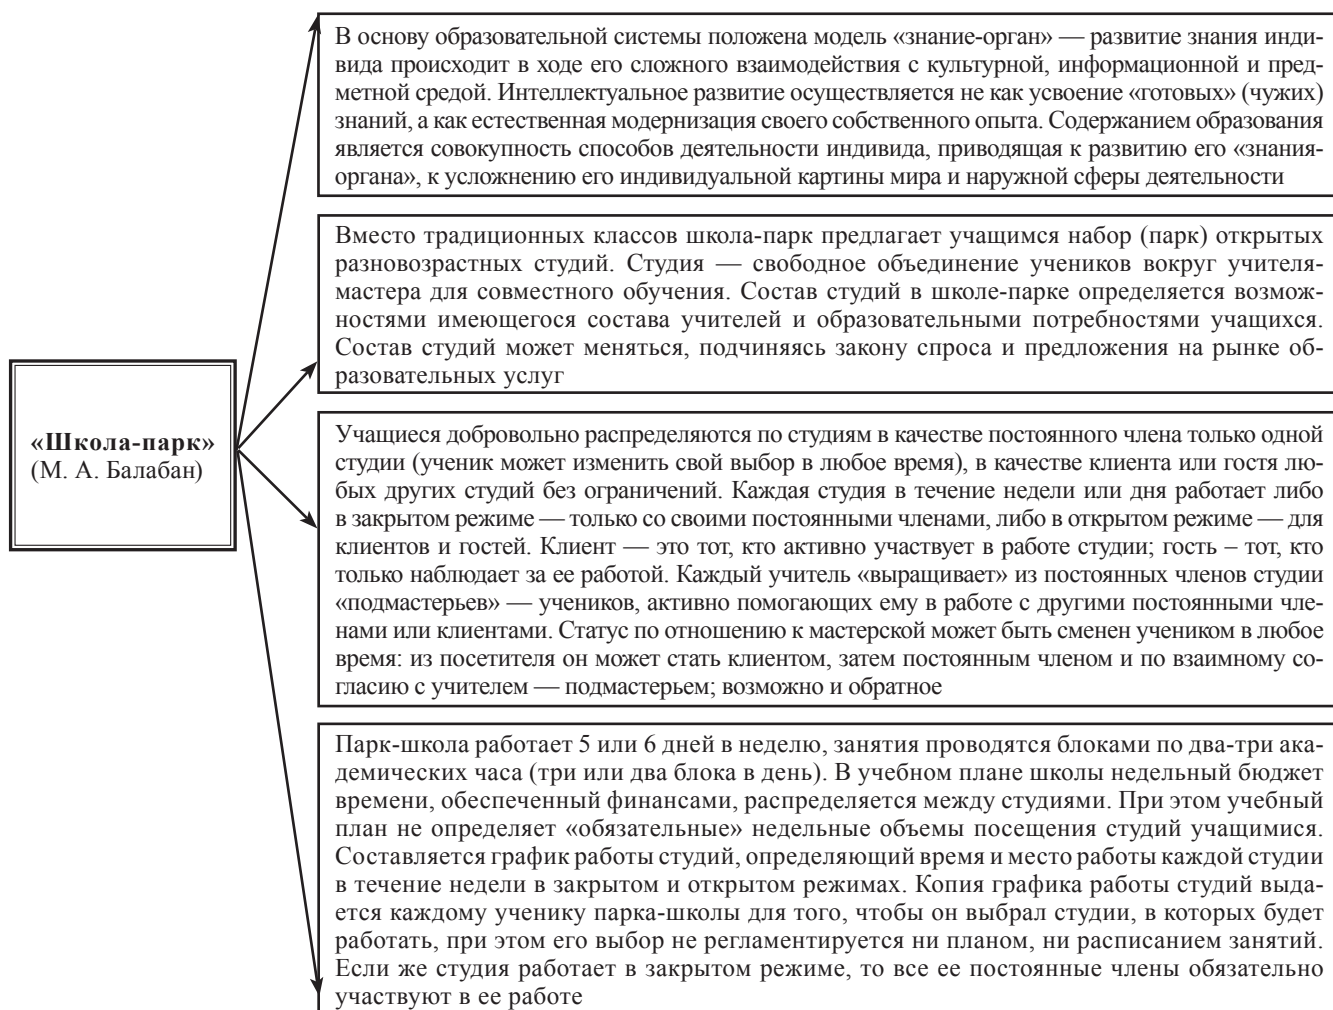 В основу образовательной системы положена модель «знание-орган» — развитие знания инди-
вида происходит в ходе его сложного взаимодействия с культурной, информационной и пред-
метной средой. Интеллектуальное развитие осуществляется не как усвоение «готовых» (чужих)
знаний, а как естественная модернизация своего собственного опыта. Содержанием образования
является совокупность способов деятельности индивида, приводящая к развитию его «знания-
органа», к усложнению его индивидуальной картины мира и наружной сферы деятельности
Вместо традиционных классов школа-парк предлагает учащимся набор (парк) открытых
разновозрастных студий. Студия — свободное объединение учеников вокруг учителя-
мастера для совместного обучения. Состав студий в школе-парке определяется возмож-
ностями имеющегося состава учителей и образовательными потребностями учащихся.
Состав студий может меняться, подчиняясь закону спроса и предложения на рынке об-
разовательных услуг
«Школа-парк»
(М. А. Балабан)
Учащиеся добровольно распределяются по студиям в качестве постоянного члена только одной
студии (ученик может изменить свой выбор в любое время), в качестве клиента или гостя лю-
бых других студий без ограничений. Каждая студия в течение недели или дня работает либо
в закрытом режиме — только со своими постоянными членами, либо в открытом режиме — для
клиентов и гостей. Клиент — это тот, кто активно участвует в работе студии; гость – тот, кто
только наблюдает за ее работой. Каждый учитель «выращивает» из постоянных членов студии
«подмастерьев» — учеников, активно помогающих ему в работе с другими постоянными чле-
нами или клиентами. Статус по отношению к мастерской может быть сменен учеником в любое
время: из посетителя он может стать клиентом, затем постоянным членом и по взаимному со-
гласию с учителем — подмастерьем; возможно и обратное
Парк-школа работает 5 или 6 дней в неделю, занятия проводятся блоками по два-три ака-
демических часа (три или два блока в день). В учебном плане школы недельный бюджет
времени, обеспеченный финансами, распределяется между студиями. При этом учебный
план не определяет «обязательные» недельные объемы посещения студий учащимися.
Составляется график работы студий, определяющий время и место работы каждой студии
в течение недели в закрытом и открытом режимах. Копия графика работы студий выда-
ется каждому ученику парка-школы для того, чтобы он выбрал студии, в которых будет
работать, при этом его выбор не регламентируется ни планом, ни расписанием занятий.
Если же студия работает в закрытом режиме, то все ее постоянные члены обязательно
участвуют в ее работе